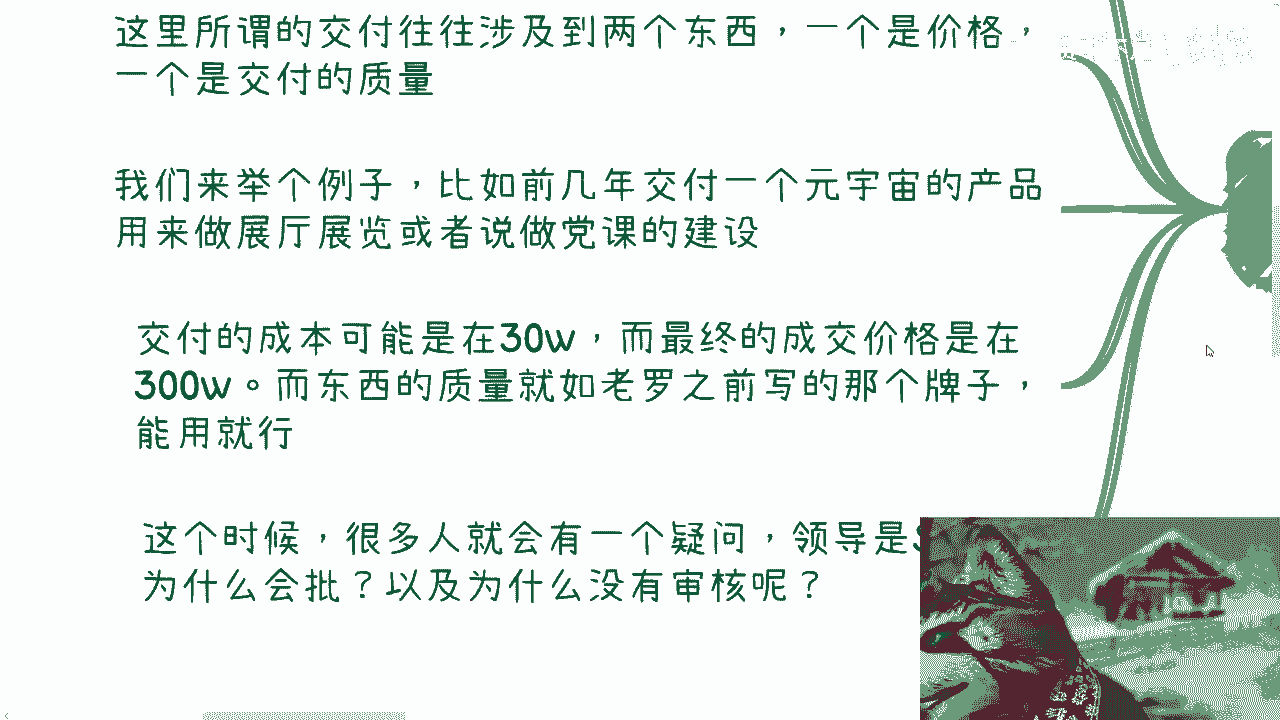 这里所谓的交付往往涉及到两个东西，一个是价格，
一个是交付的质量
我们来举个例子，比如前几年交付一个元宇宙的产品
用来做展厅展览或者说做党课的建设
交付的成本可能是在30w，而最终的成交价格是在
300w。而东西的质量就如老罗之前写的那个牌子，
能用就行
这个时候，很多人就会有一个疑问，领导是
为什么会批？以及为什么没有审核呢？